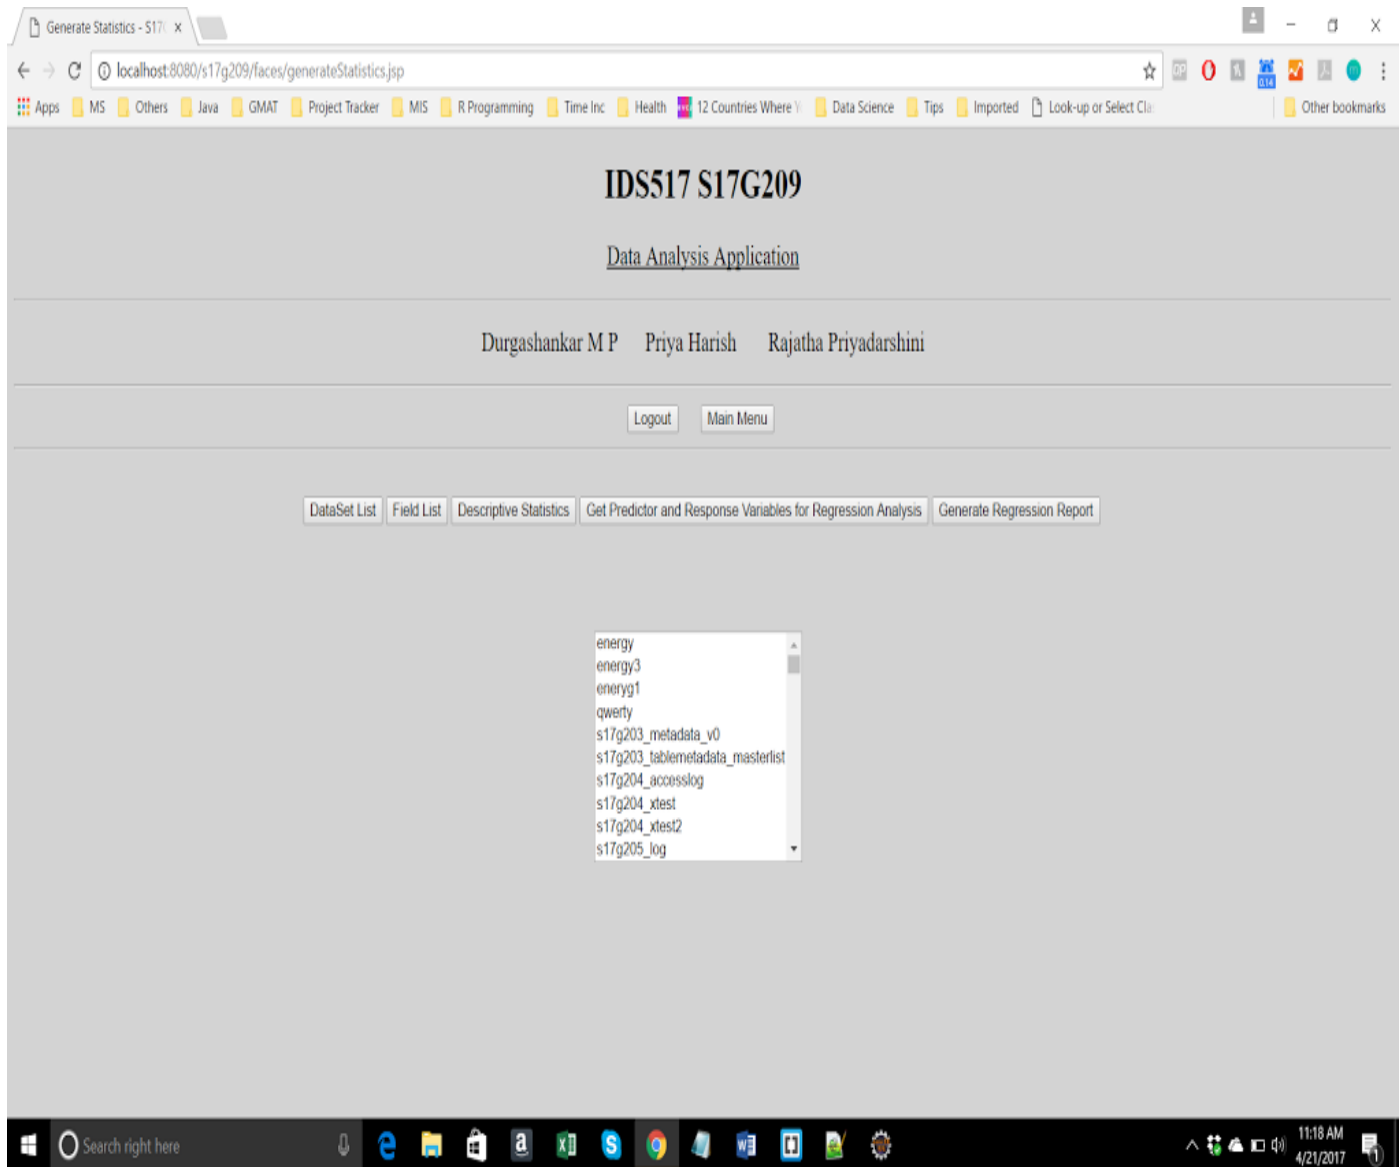 Generate Statistics - S17
localhost:8080/s17g209/faces/generateStatistics.jsp
0.14
Apps MS Others Java GMAT Project Tracker MIS R Programming Time Inc Health 12 Countries Where Data Science Tips Imported Look-up or Select Cla Other bookmarks
IDS517 S17G209
Data Analysis Application
Durgashankar M P Priya Harish Rajatha Priyadarshini
Logout Main Menu
DataSet List Field List Descriptive Statistics Get Predictor and Response Variables for Regression Analysis Generate Regression Report
energy
energy3
eneryg1
qwerty
s17g203_metadata_v0
s17g203_tablemetadata_masterlist
s17g204_accesslog
s17g204_xtest
s17g204_xtest2
s17g205_log
Search right here
11:18 AM
4/21/2017